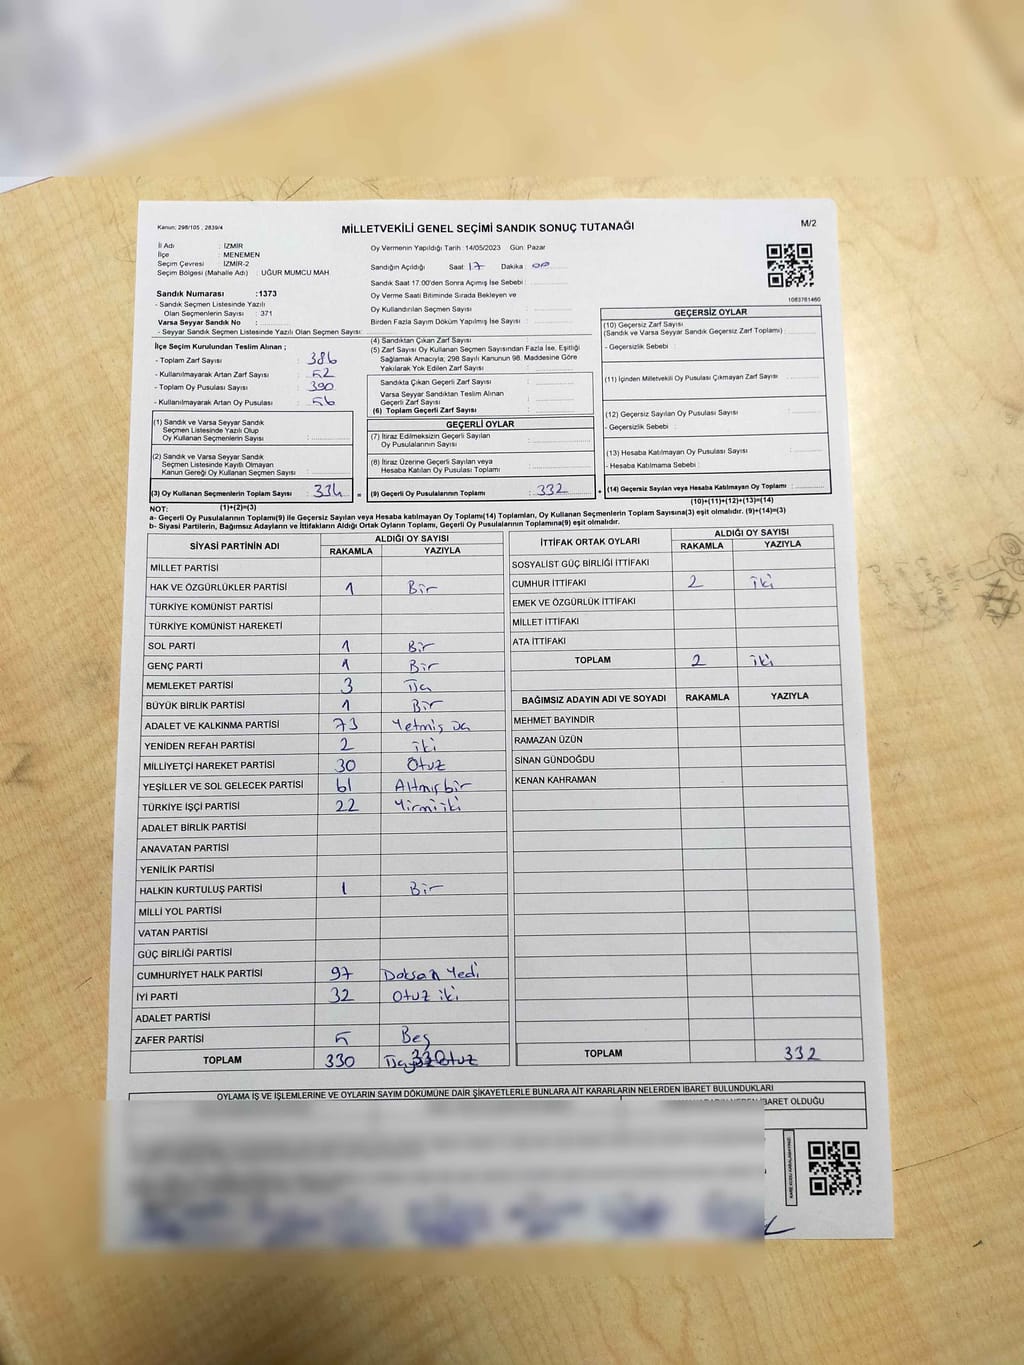 Kanun: 298/105 , 2839/4
MİLLETVEKİLİ GENEL SEÇİMİ SANDIK SONUÇ TUTANAĞI
M/2
İl Adı : İZMİR
İlçe : MENEMEN
Seçim Çevresi : İZMİR-2
Seçim Bölgesi (Mahalle Adı) : UĞUR MUMCU MAH.
Sandık Numarası :1373
- Sandık Seçmen Listesinde Yazılı
Olan Seçmenlerin Sayısı : 371
Varsa Seyyar Sandık No :
- Seyyar Sandık Seçmen Listesinde Yazılı Olan Seçmen Sayısı:
Oy Vermenin Yapıldığı Tarih :14/05/2023 Gün: Pazar
Sandığın Açıldığı Saat: 17 Dakika : 00
Sandık Saat 17.00'den Sonra Açılmış İse Sebebi :
Oy Verme Saati Bitiminde Sırada Bekleyen ve
Oy Kullandırılan Seçmen Sayısı :
Birden Fazla Sayım Döküm Yapılmış İse Sayısı :
1083781460
İlçe Seçim Kurulundan Teslim Alınan ;
- Toplam Zarf Sayısı : 386
- Kullanılmayarak Artan Zarf Sayısı : 52
- Toplam Oy Pusulası Sayısı : 390
- Kullanılmayarak Artan Oy Pusulası : 56
(4) Sandıktan Çıkan Zarf Sayısı :
(5) Zarf Sayısı Oy Kullanan Seçmen Sayısından Fazla İse, Eşitliği
Sağlamak Amacıyla; 298 Sayılı Kanunun 98. Maddesine Göre
Yakılarak Yok Edilen Zarf Sayısı :
Sandıkta Çıkan Geçerli Zarf Sayısı :
Varsa Seyyar Sandıktan Teslim Alınan
Geçerli Zarf Sayısı :
(6) Toplam Geçerli Zarf Sayısı :
GEÇERSİZ OYLAR
(10) Geçersiz Zarf Sayısı
(Sandık ve Varsa Seyyar Sandık Geçersiz Zarf Toplamı) :
- Geçersizlik Sebebi :
(11) İçinden Milletvekili Oy Pusulası Çıkmayan Zarf Sayısı :
(12) Geçersiz Sayılan Oy Pusulası Sayısı :
- Geçersizlik Sebebi :
(13) Hesaba Katılmayan Oy Pusulası Sayısı :
- Hesaba Katılmama Sebebi :
(14) Geçersiz Sayılan veya Hesaba Katılmayan Oy Toplamı :
(10)+(11)+(12)+(13)=(14)
(1) Sandık ve Varsa Seyyar Sandık
Seçmen Listesinde Yazılı Olup
Oy Kullanan Seçmenlerin Sayısı :
(2) Sandık ve Varsa Seyyar Sandık
Seçmen Listesinde Kayıtlı Olmayan
Kanun Gereği Oy Kullanan Seçmen Sayısı :
(3) Oy Kullanan Seçmenlerin Toplam Sayısı : 334 =
(1)+(2)=(3)
GEÇERLİ OYLAR
(7) İtiraz Edilmeksizin Geçerli Sayılan
Oy Pusulalarının Sayısı :
(8) İtiraz Üzerine Geçerli Sayılan veya
Hesaba Katılan Oy Pusulası Toplamı :
(9) Geçerli Oy Pusulalarının Toplamı : 332 +
NOT:
a- Geçerli Oy Pusulalarının Toplamı(9) ile Geçersiz Sayılan veya Hesaba katılmayan Oy Toplamı(14) Toplamları, Oy Kullanan Seçmenlerin Toplam Sayısına(3) eşit olmalıdır. (9)+(14)=(3)
b- Siyasi Partilerin, Bağımsız Adayların ve İttifakların Aldığı Ortak Oyların Toplamı, Geçerli Oy Pusulalarının Toplamına(9) eşit olmalıdır.
SİYASİ PARTİNİN ADI ALDIĞI OY SAYISI
RAKAMLA YAZIYLA
MİLLET PARTİSİ
HAK VE ÖZGÜRLÜKLER PARTİSİ 1 Bir
TÜRKİYE KOMÜNİST PARTİSİ
TÜRKİYE KOMÜNİST HAREKETİ
SOL PARTİ 1 Bir
GENÇ PARTİ 1 Bir
MEMLEKET PARTİSİ 3 Üç
BÜYÜK BİRLİK PARTİSİ 1 Bir
ADALET VE KALKINMA PARTİSİ 73 Yetmiş üç
YENİDEN REFAH PARTİSİ 2 iki
MİLLİYETÇİ HAREKET PARTİSİ 30 Otuz
YEŞİLLER VE SOL GELECEK PARTİSİ 61 Altmışbir
TÜRKİYE İŞÇİ PARTİSİ 22 Yirmiiki
ADALET BİRLİK PARTİSİ
ANAVATAN PARTİSİ
YENİLİK PARTİSİ
HALKIN KURTULUŞ PARTİSİ 1 Bir
MİLLİ YOL PARTİSİ
VATAN PARTİSİ
GÜÇ BİRLİĞİ PARTİSİ
CUMHURİYET HALK PARTİSİ 97 Doksan Yedi
İYİ PARTİ 32 Otuz iki
ADALET PARTİSİ
ZAFER PARTİSİ 5 Beş
TOPLAM 330
İTTİFAK ORTAK OYLARI ALDIĞI OY SAYISI
RAKAMLA YAZIYLA
SOSYALİST GÜÇ BİRLİĞİ İTTİFAKI
CUMHUR İTTİFAKI 2 iki
EMEK VE ÖZGÜRLÜK İTTİFAKI
MİLLET İTTİFAKI
ATA İTTİFAKI
TOPLAM 2 iki
BAĞIMSIZ ADAYIN ADI VE SOYADI RAKAMLA YAZIYLA
MEHMET BAYINDIR
RAMAZAN ÜZÜN
SİNAN GÜNDOĞDU
KENAN KAHRAMAN
TOPLAM 332
OYLAMA İŞ VE İŞLEMLERİNE VE OYLARIN SAYIM DÖKÜMÜNE DAİR ŞİKAYETLERLE BUNLARA AİT KARARLARIN NELERDEN İBARET BULUNDUKLARI
İBARET OLDUĞU